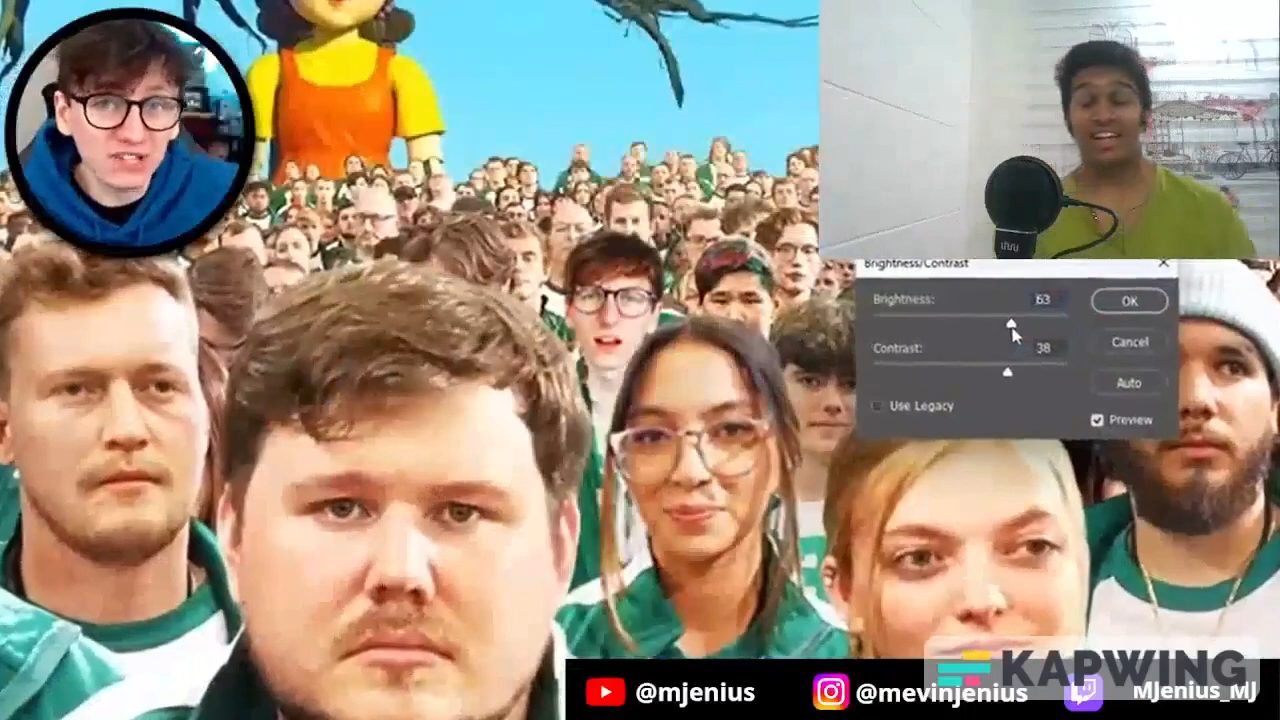 Brightness/Contrast
Brightness: 63
OK
Contrast: 38
Cancel
Auto
Use Legacy
Preview
KAPWING
@mjenius
@mevinjenius
MJenius_MJ